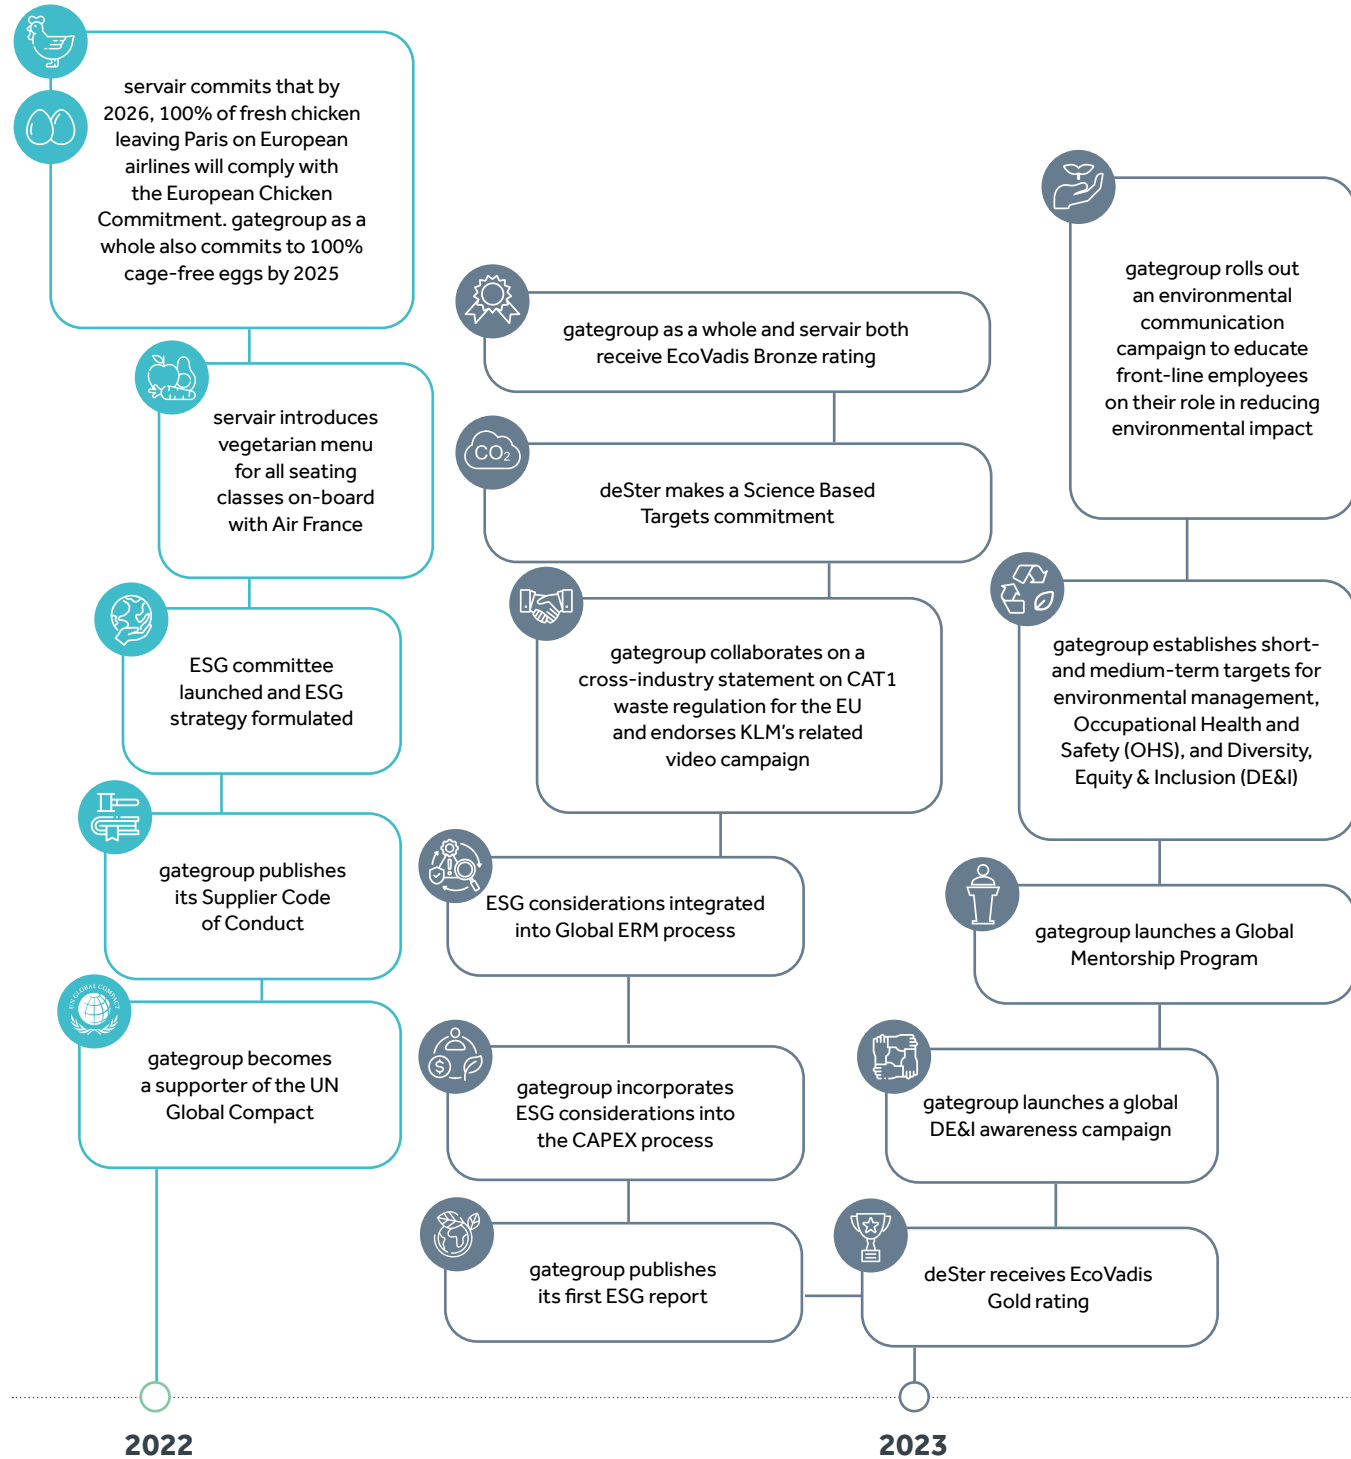 servair commits that by
2026, 100% of fresh chicken
leaving Paris on European
airlines will comply with
the European Chicken
Commitment. gategroup as a
whole also commits to 100%
cage-free eggs by 2025
servair introduces
vegetarian menu
for all seating
classes on-board
with Air France
ESG committee
launched and ESG
strategy formulated
gategroup publishes
its Supplier Code
of Conduct
UN GLOBAL COMPACT
gategroup becomes
a supporter of the UN
Global Compact
2022
gategroup as a whole and servair both
receive EcoVadis Bronze rating
CO₂
deSter makes a Science Based
Targets commitment
gategroup collaborates on a
cross-industry statement on CAT1
waste regulation for the EU
and endorses KLM's related
video campaign
ESG considerations integrated
into Global ERM process
$
gategroup incorporates
ESG considerations into
the CAPEX process
gategroup publishes
its first ESG report
gategroup rolls out
an environmental
communication
campaign to educate
front-line employees
on their role in reducing
environmental impact
gategroup establishes short-
and medium-term targets for
environmental management,
Occupational Health and
Safety (OHS), and Diversity,
Equity & Inclusion (DE&I)
gategroup launches a Global
Mentorship Program
gategroup launches a global
DE&I awareness campaign
deSter receives EcoVadis
Gold rating
2023